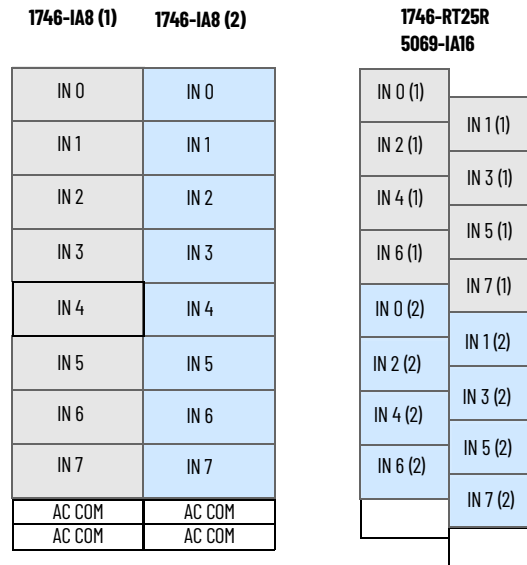 1746-IA8 (1) 1746-IA8 (2)
IN 0 IN 0
IN 1 IN 1
IN 2 IN 2
IN 3 IN 3
IN 4 IN 4
IN 5 IN 5
IN 6 IN 6
IN 7 IN 7
AC COM AC COM
AC COM AC COM
1746-RT25R
5069-IA16
IN 0 (1)
IN 1 (1)
IN 2 (1)
IN 3 (1)
IN 4 (1)
IN 5 (1)
IN 6 (1)
IN 7 (1)
IN 0 (2)
IN 1 (2)
IN 2 (2)
IN 3 (2)
IN 4 (2)
IN 5 (2)
IN 6 (2)
IN 7 (2)